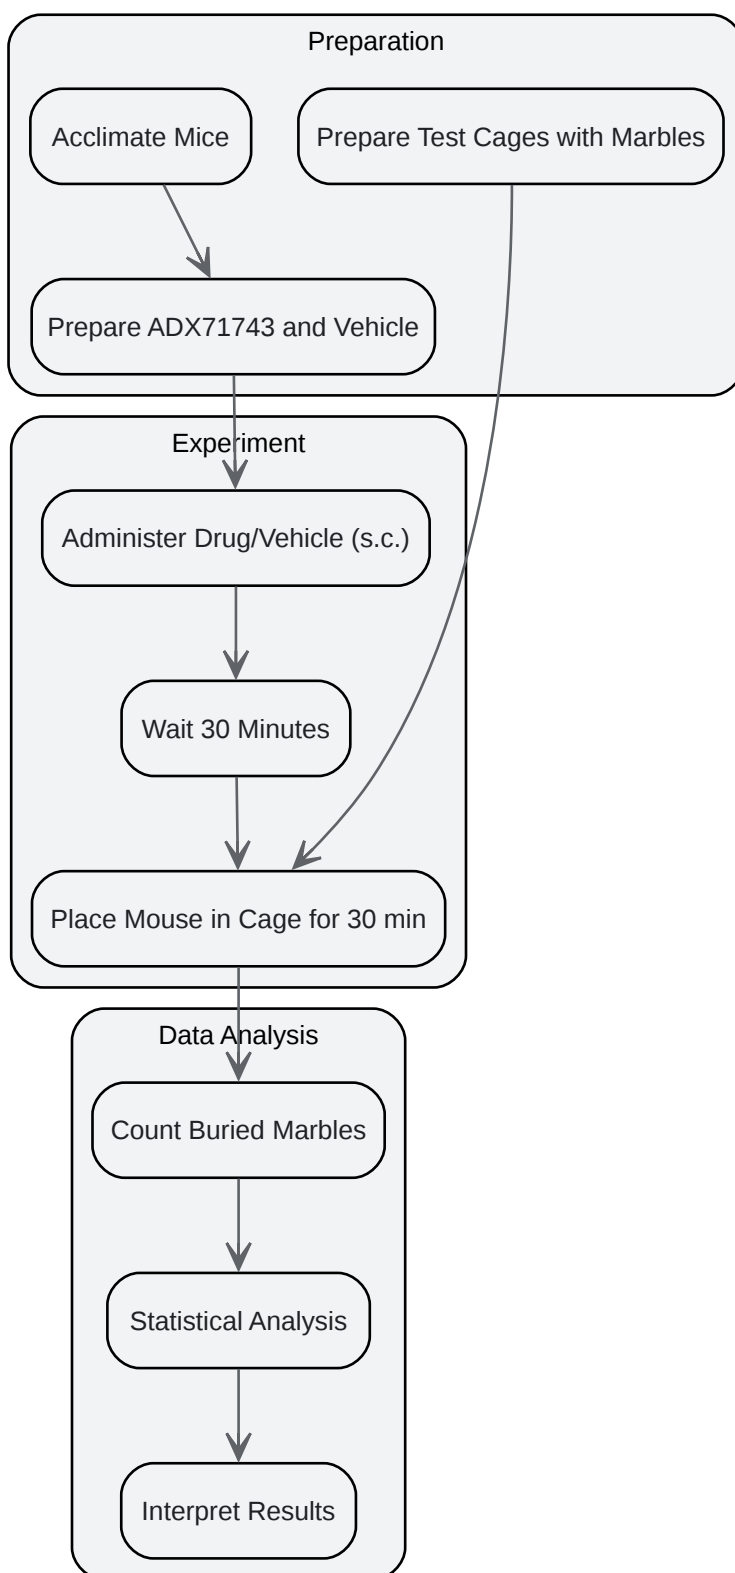 Preparation
Acclimate Mice
Prepare Test Cages with Marbles
Prepare ADX71743 and Vehicle
Experiment
Administer Drug/Vehicle (s.c.)
Wait 30 Minutes
Place Mouse in Cage for 30 min
Data Analysis
Count Buried Marbles
Statistical Analysis
Interpret Results